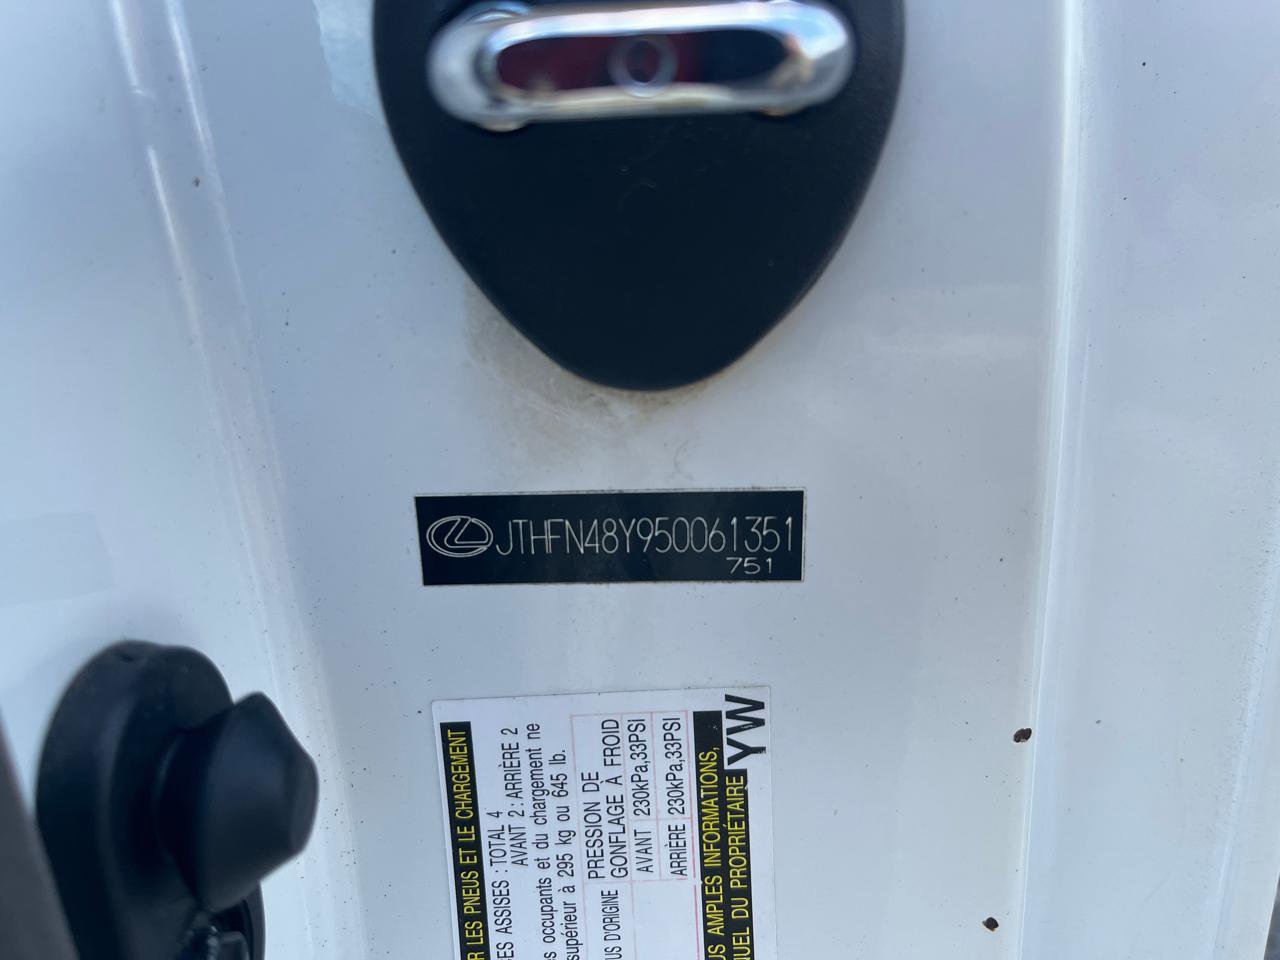 JTHFN48Y950061351
751
R LES PNEUS ET LE CHARGEMENT
ES ASSISES : TOTAL 4
AVANT 2 : ARRIÈRE 2
s occupants et du chargement ne
supérieur à 295 kg ou 645 lb.
US D'ORIGINE
PRESSION DE
GONFLAGE À FROID
AVANT 230kPa,33PSI
ARRIÈRE 230kPa,33PSI
US AMPLES INFORMATIONS,
UEL DU PROPRIÉTAIRE
YW